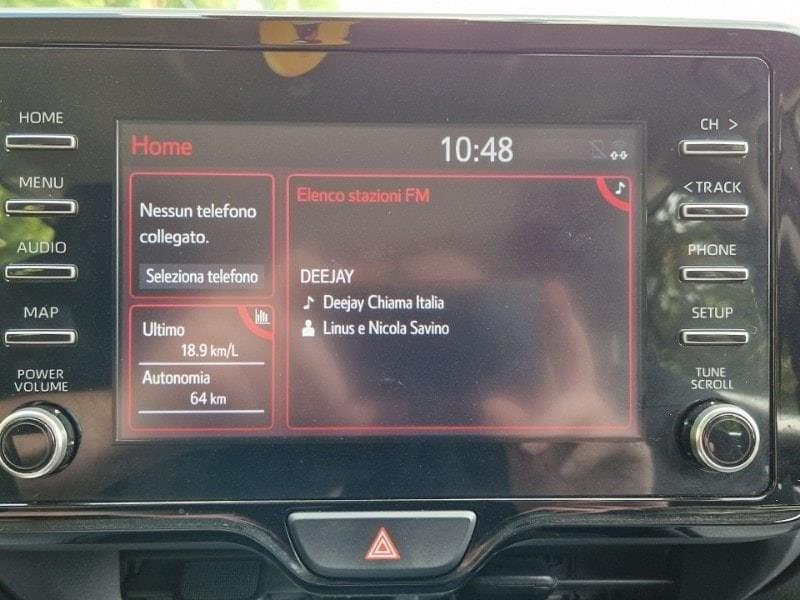 HOME
MENU
AUDIO
MAP
POWER
VOLUME
Home
10:48
Nessun telefono
collegato.
Seleziona telefono
Ultimo
18.9 km/L
Autonomia
64 km
Elenco stazioni FM
DEEJAY
Deejay Chiama Italia
Linus e Nicola Savino
CH >
< TRACK
PHONE
SETUP
TUNE
SCROLL